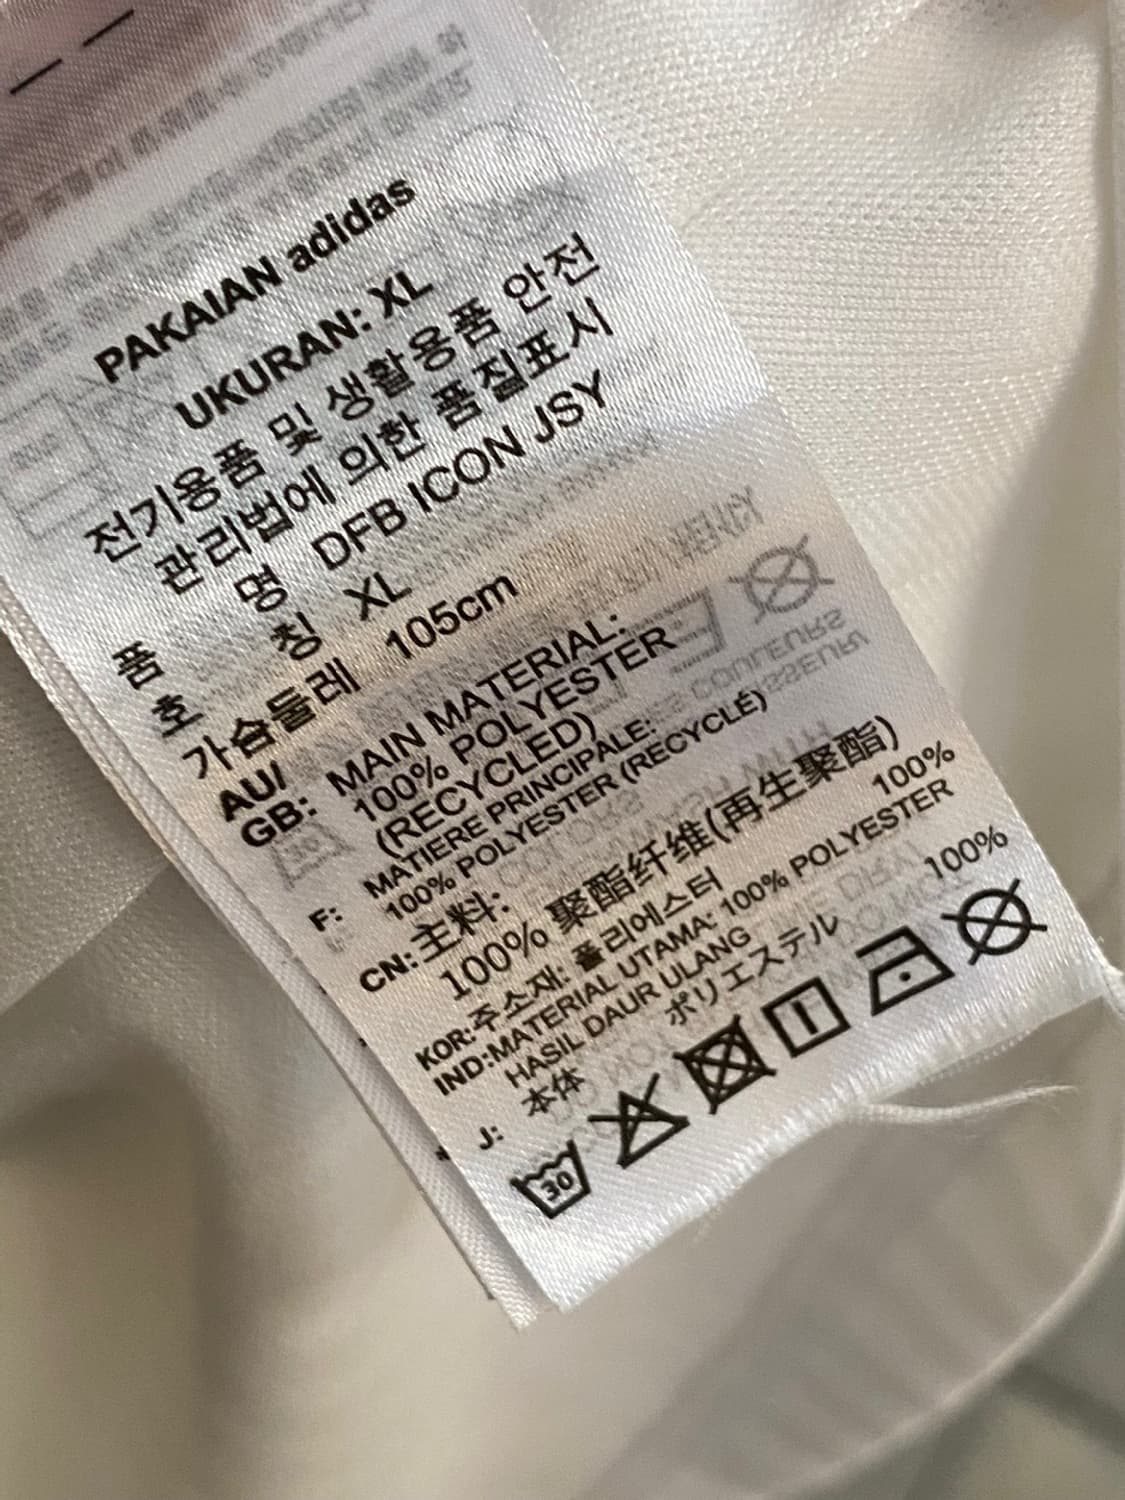 PAKAIAN adidas
UKURAN: XL
전기용품 및 생활용품 안전
관리법에 의한 품질표시
품 명 DFB ICON JSY
호 칭 XL
가슴둘레 105cm
AU/
GB: MAIN MATERIAL:
100% POLYESTER
(RECYCLED)
F: MATIERE PRINCIPALE:
100% POLYESTER (RECYCLÉ)
CN: 主料:
100% 聚酯纤维(再生聚酯)
KOR: 주소재: 폴리에스터 100%
IND: MATERIAL UTAMA: 100% POLYESTER
HASIL DAUR ULANG
J: 本体 ポリエステル 100%
30